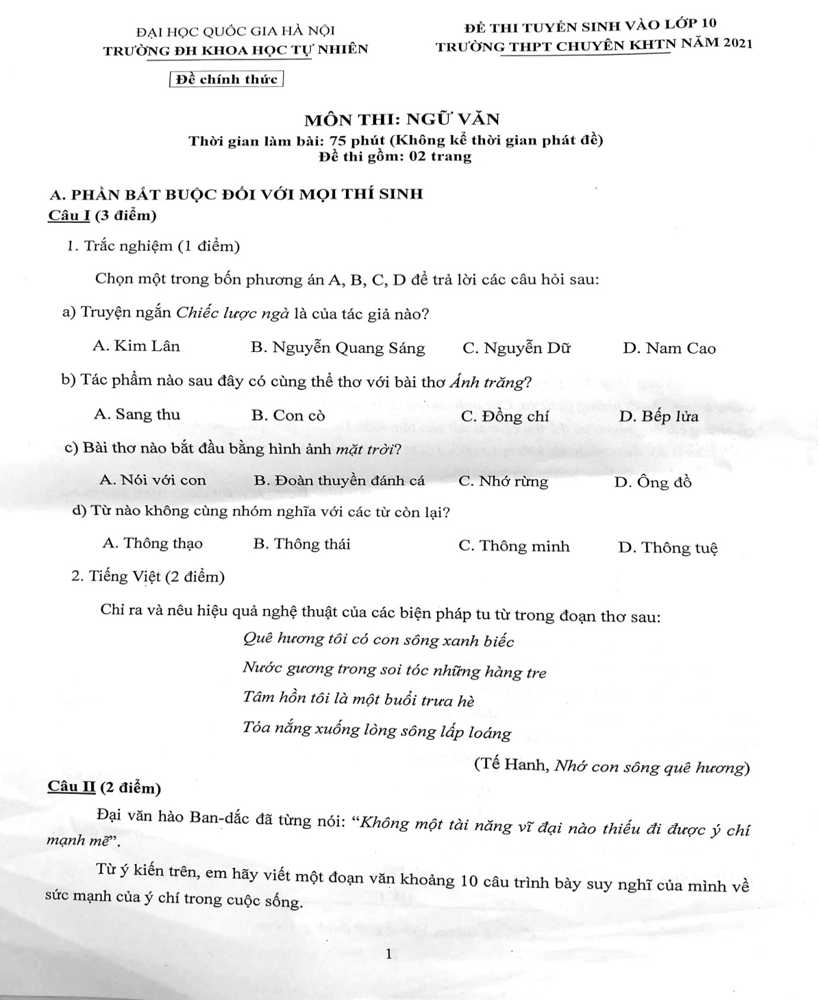 ĐẠI HỌC QUỐC GIA HÀ NỘI
TRƯỜNG ĐH KHOA HỌC TỰ NHIÊN
Đề chính thức
ĐỀ THI TUYỂN SINH VÀO LỚP 10
TRƯỜNG THPT CHUYÊN KHTN NĂM 2021
MÔN THI: NGỮ VĂN
Thời gian làm bài: 75 phút (Không kể thời gian phát đề)
Đề thi gồm: 02 trang
A. PHẦN BẮT BUỘC ĐỐI VỚI MỌI THÍ SINH
Câu I (3 điểm)
1. Trắc nghiệm (1 điểm)
Chọn một trong bốn phương án A, B, C, D để trả lời các câu hỏi sau:
a) Truyện ngắn Chiếc lược ngà là của tác giả nào?
A. Kim Lân B. Nguyễn Quang Sáng C. Nguyễn Dữ D. Nam Cao
b) Tác phẩm nào sau đây có cùng thể thơ với bài thơ Ánh trăng?
A. Sang thu B. Con cò C. Đồng chí D. Bếp lửa
c) Bài thơ nào bắt đầu bằng hình ảnh mặt trời?
A. Nói với con B. Đoàn thuyền đánh cá C. Nhớ rừng D. Ông đồ
d) Từ nào không cùng nhóm nghĩa với các từ còn lại?
A. Thông thạo B. Thông thái C. Thông minh D. Thông tuệ
2. Tiếng Việt (2 điểm)
Chỉ ra và nêu hiệu quả nghệ thuật của các biện pháp tu từ trong đoạn thơ sau:
Quê hương tôi có con sông xanh biếc
Nước gương trong soi tóc những hàng tre
Tâm hồn tôi là một buổi trưa hè
Tỏa nắng xuống lòng sông lấp loáng
(Tế Hanh, Nhớ con sông quê hương)
Câu II (2 điểm)
Đại văn hào Ban-dắc đã từng nói: “Không một tài năng vĩ đại nào thiếu đi được ý chí
mạnh mẽ”.
Từ ý kiến trên, em hãy viết một đoạn văn khoảng 10 câu trình bày suy nghĩ của mình về
sức mạnh của ý chí trong cuộc sống.
1